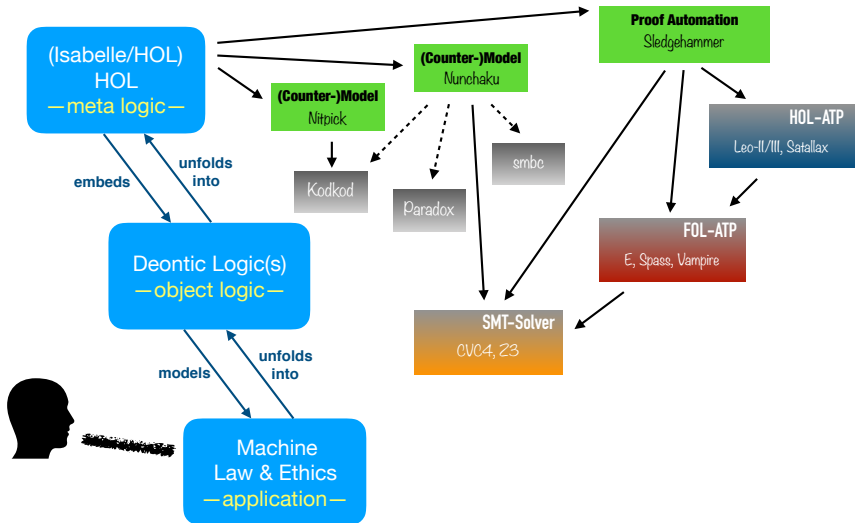 (Isabelle/HOL)
HOL
—meta logic—
Proof Automation
Sledgehammer
(Counter-)Model
Nunchaku
(Counter-)Model
Nitpick
HOL-ATP
Leo-II/III, Satallax
embeds
unfolds
into
Kodkod
Paradox
smbc
FOL-ATP
E, Spass, Vampire
Deontic Logic(s)
—object logic—
SMT-Solver
CVC4, Z3
models
unfolds
into
Machine
Law & Ethics
—application—